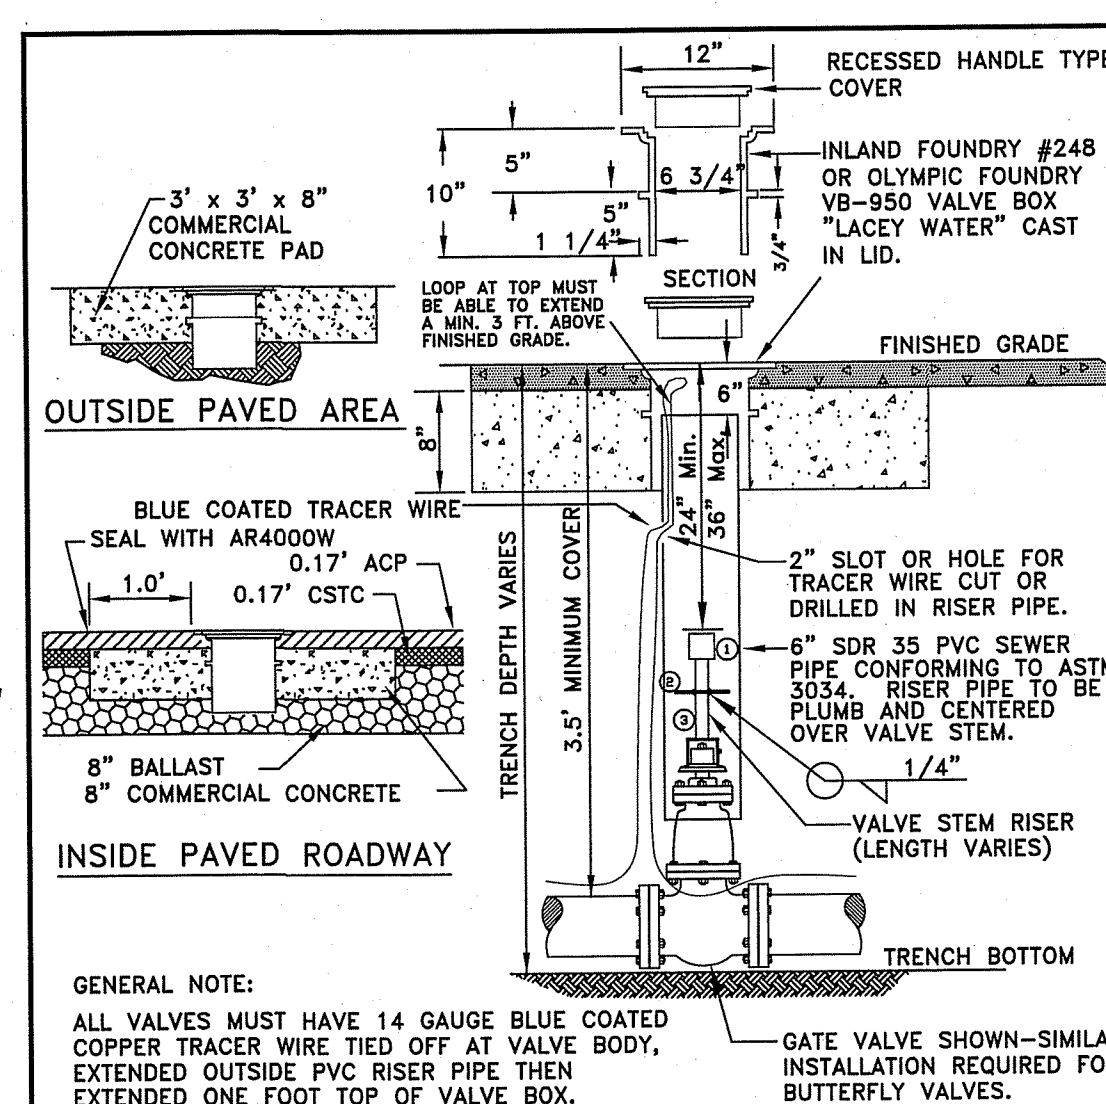 12"
RECESSED HANDLE TYPE
COVER
5"
10"
6 3/4"
5"
1 1/4"
3/4"
INLAND FOUNDRY #248
OR OLYMPIC FOUNDRY
VB-950 VALVE BOX
"LACEY WATER" CAST
IN LID.
SECTION
3' x 3' x 8"
COMMERCIAL
CONCRETE PAD
OUTSIDE PAVED AREA
LOOP AT TOP MUST
BE ABLE TO EXTEND
A MIN. 3 FT. ABOVE
FINISHED GRADE.
FINISHED GRADE
6"
8"
24" Min.
36" Max.
BLUE COATED TRACER WIRE
SEAL WITH AR4000W
0.17' ACP
1.0'
0.17' CSTC
8" BALLAST
8" COMMERCIAL CONCRETE
INSIDE PAVED ROADWAY
TRENCH DEPTH VARIES
3.5' MINIMUM COVER
2" SLOT OR HOLE FOR
TRACER WIRE CUT OR
DRILLED IN RISER PIPE.
1
2
3
6" SDR 35 PVC SEWER
PIPE CONFORMING TO ASTM
3034. RISER PIPE TO BE
PLUMB AND CENTERED
OVER VALVE STEM.
1/4"
VALVE STEM RISER
(LENGTH VARIES)
TRENCH BOTTOM
GENERAL NOTE:
ALL VALVES MUST HAVE 14 GAUGE BLUE COATED
COPPER TRACER WIRE TIED OFF AT VALVE BODY,
EXTENDED OUTSIDE PVC RISER PIPE THEN
EXTENDED ONE FOOT TOP OF VALVE BOX.
GATE VALVE SHOWN-SIMILA
INSTALLATION REQUIRED FO
BUTTERFLY VALVES.